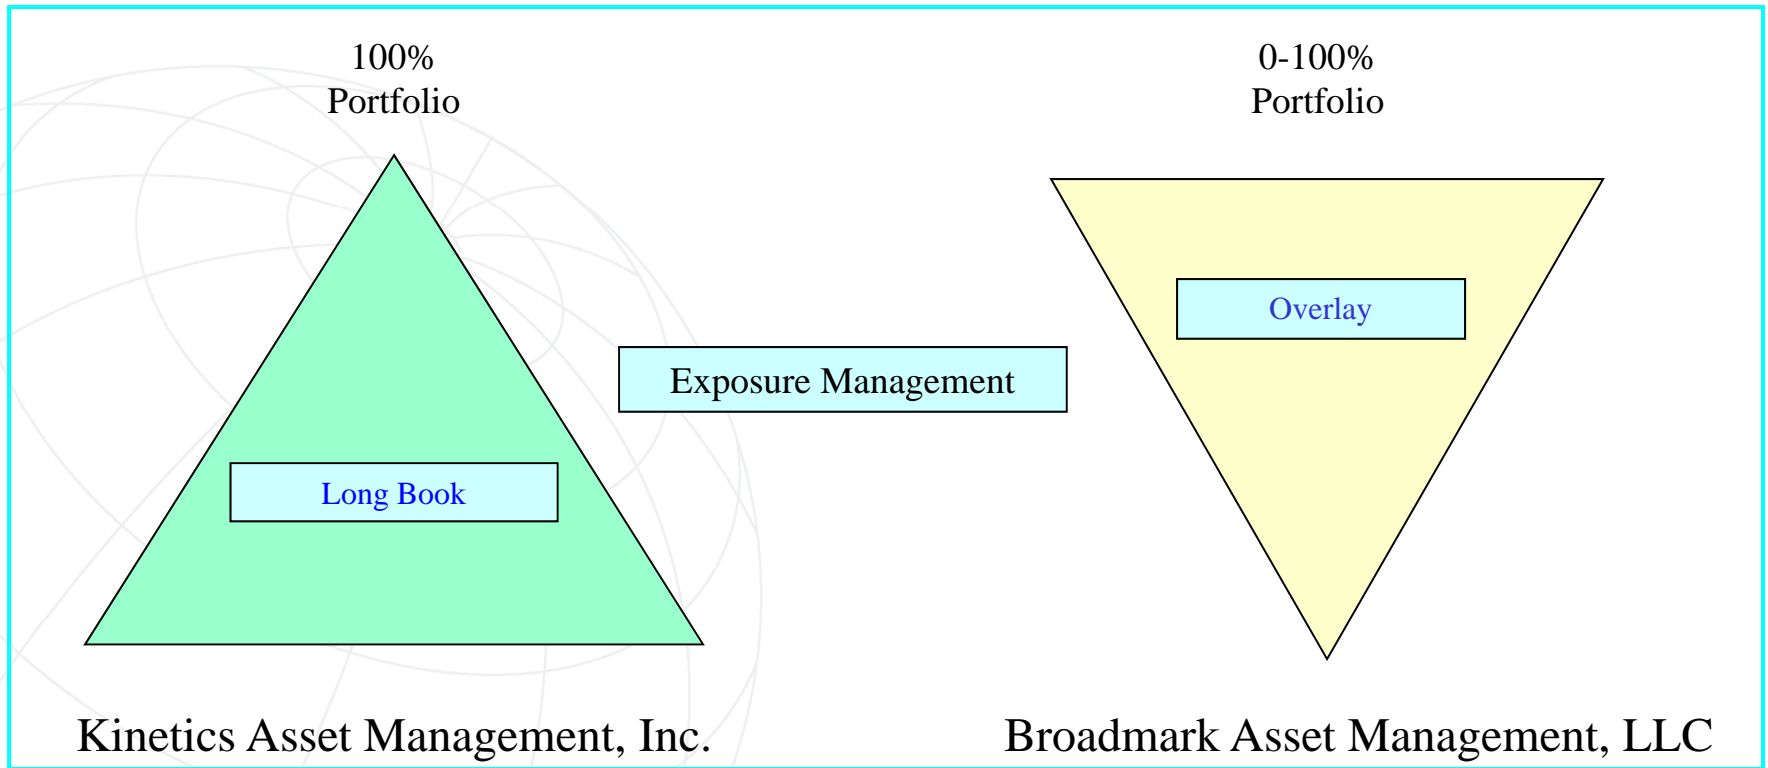 100%
Portfolio
0-100%
Portfolio
Overlay
Exposure Management
Long Book
Kinetics Asset Management, Inc.
Broadmark Asset Management, LLC